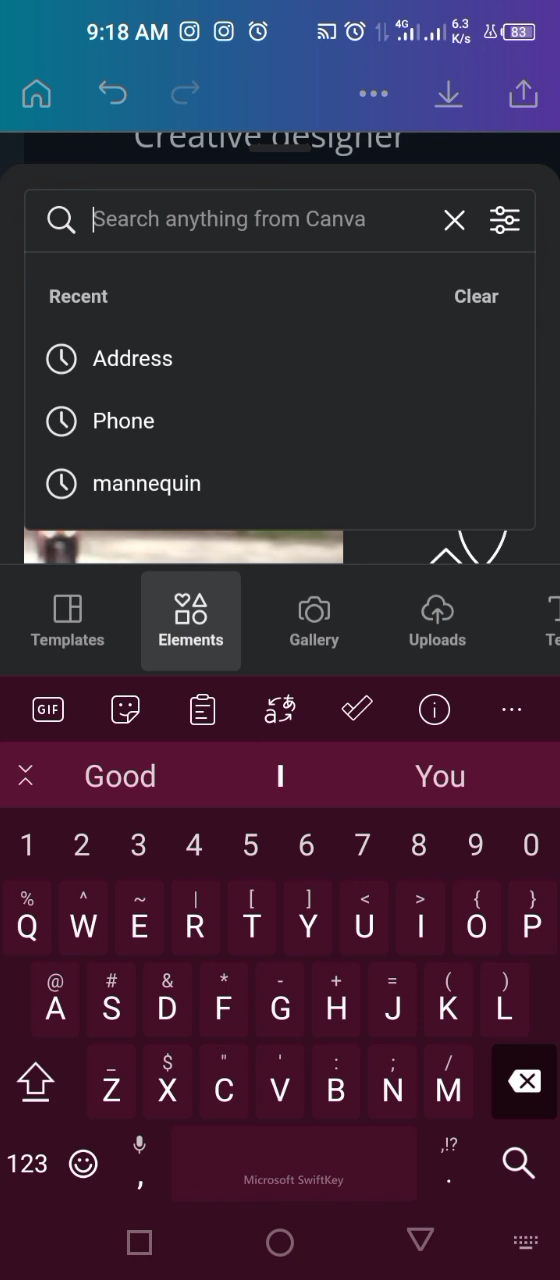 9:18 AM 4G 6.3 K/s 83
Creative designer
Search anything from Canva
Recent Clear
Address
Phone
mannequin
Templates Elements Gallery Uploads Te
GIF
Good I You
1 2 3 4 5 6 7 8 9 0
% ^ ~ | [ ] < > { }
Q W E R T Y U I O P
@ # & * - + = ( )
A S D F G H J K L
_ $ " ' : ; /
Z X C V B N M
123 , Microsoft SwiftKey ,!? .